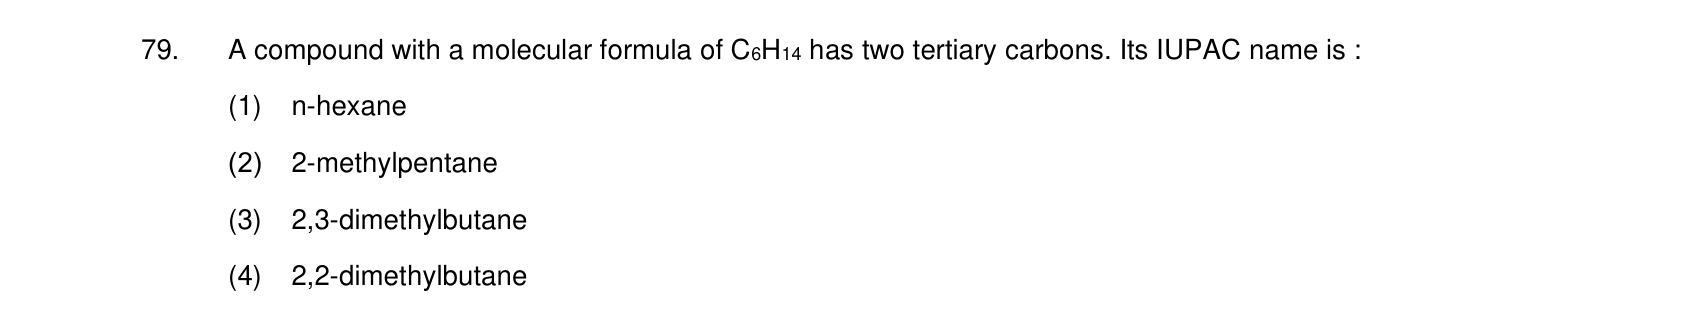 79. A compound with a molecular formula of C₆H₁₄ has two tertiary carbons. Its IUPAC name is :
(1) n-hexane
(2) 2-methylpentane
(3) 2,3-dimethylbutane
(4) 2,2-dimethylbutane